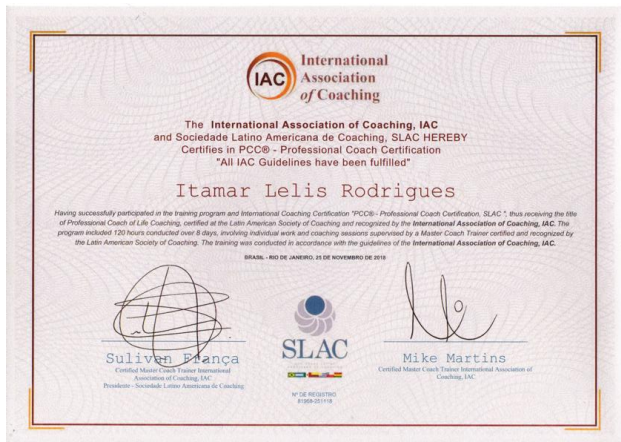 IAC
International
Association
of Coaching
The International Association of Coaching, IAC
and Sociedade Latino Americana de Coaching, SLAC HEREBY
Certifies in PCC® - Professional Coach Certification
"All IAC Guidelines have been fulfilled"
Itamar Lelis Rodrigues
Having successfully participated in the training program and International Coaching Certification "PCC® - Professional Coach Certification, SLAC ", thus receiving the title
of Professional Coach of Life Coaching, certified at the Latin American Society of Coaching and recognized by the International Association of Coaching, IAC. The
program included 120 hours conducted over 8 days, involving individual work and coaching sessions supervised by a Master Coach Trainer certified and recognized by
the Latin American Society of Coaching. The training was conducted in accordance with the guidelines of the International Association of Coaching, IAC.
BRASIL - RIO DE JANEIRO, 25 DE NOVEMBRO DE 2018
Sulivan França
Certified Master Coach Trainer International
Association of Coaching, IAC
Presidente - Sociedade Latino Americana de Coaching
SLAC
Nº DE REGISTRO
Mike Martins
Certified Master Coach Trainer International Association of
Coaching, IAC